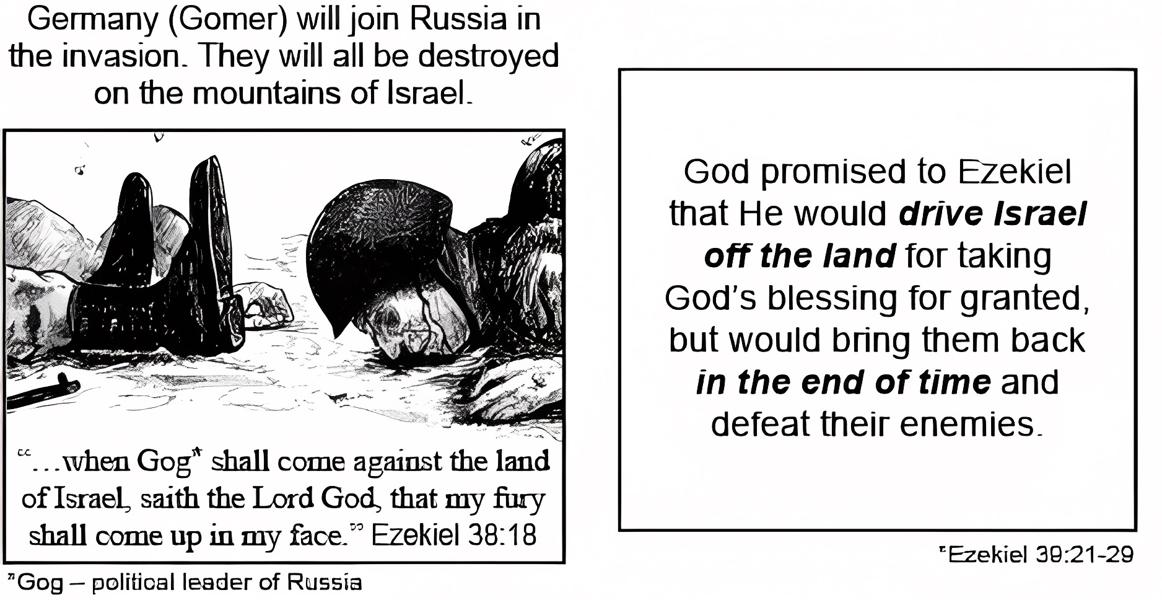 Germany (Gomer) will join Russia in
the invasion. They will all be destroyed
on the mountains of Israel.
“...when Gog* shall come against the land
of Israel, saith the Lord God, that my fury
shall come up in my face.” Ezekiel 38:18
*Gog – political leader of Russia
God promised to Ezekiel
that He would drive Israel
off the land for taking
God's blessing for granted,
but would bring them back
in the end of time and
defeat their enemies.
*Ezekiel 39:21-29